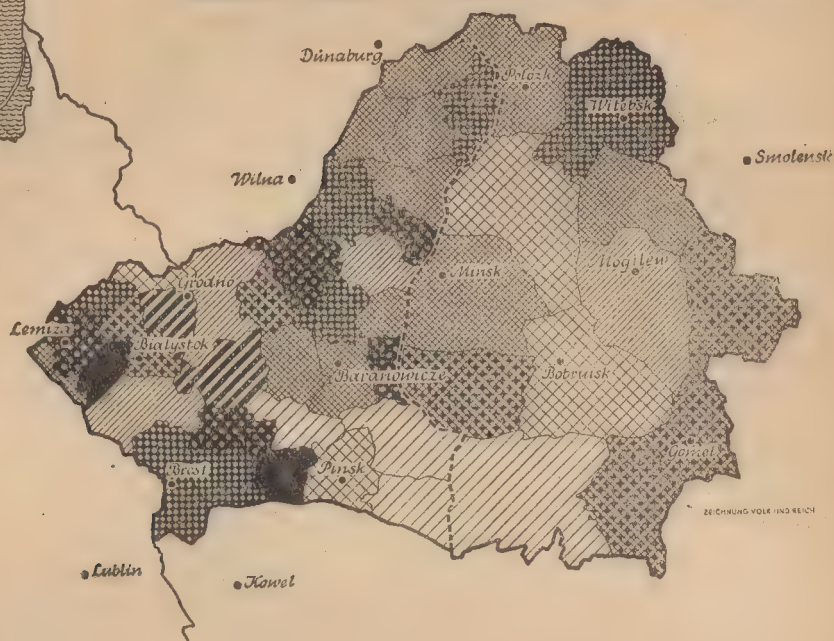 Dünaburg
Polozk
Witebsk
Smolensk
Wilna
Grodno
Minsk
Mogilew
Lemiza
Bialystok
Baranowicze
Bobruisk
Gomel
Brest
Pinsk
ZEICHNUNG VOLK UND REICH
Lublin
Kowel